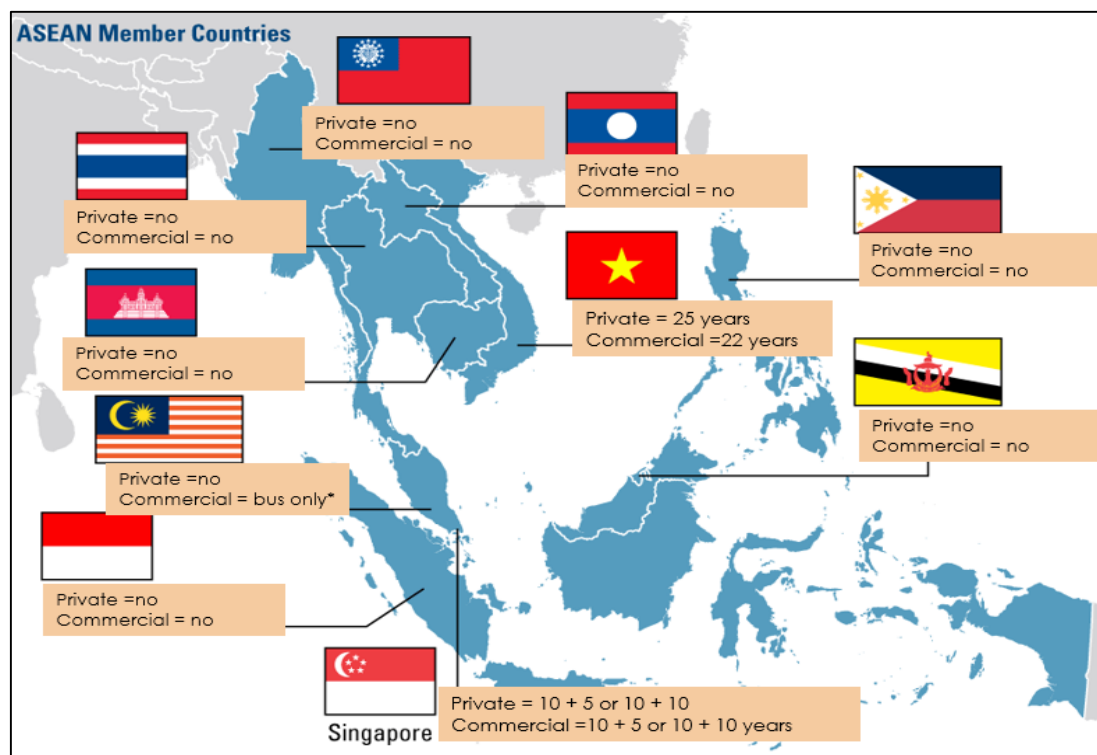 ASEAN Member Countries
Private =no
Commercial = no
Private =no
Commercial = no
Private =no
Commercial = no
Private =no
Commercial = no
Private = 25 years
Commercial =22 years
Private =no
Commercial = no
Private =no
Commercial = no
Private =no
Commercial = bus only*
Private =no
Commercial = no
Private = 10 + 5 or 10 + 10
Commercial =10 + 5 or 10 + 10 years
Singapore